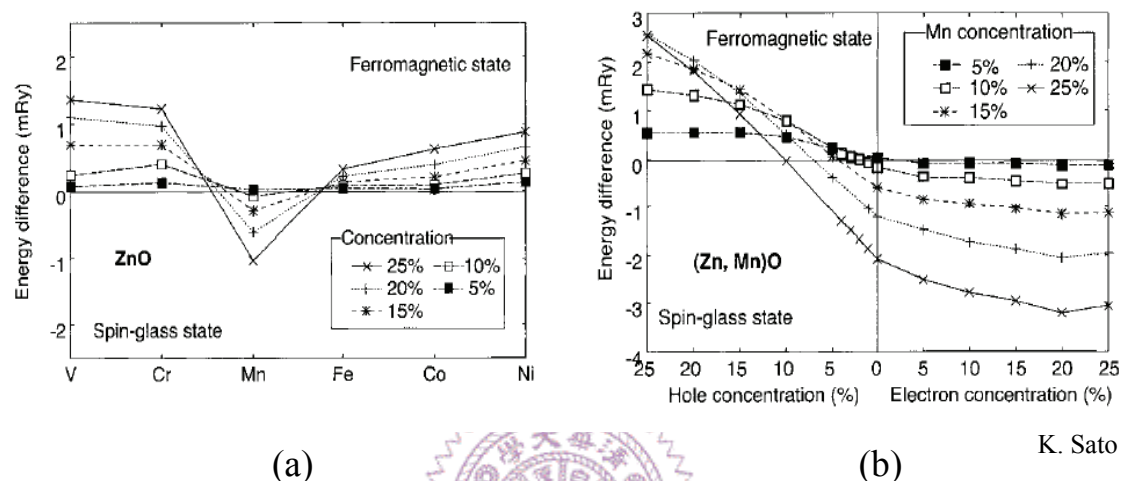 Energy difference (mRy)
2
1
0
-1
-2
Ferromagnetic state
ZnO
Spin-glass state
Concentration
25%
10%
20%
5%
15%
V
Cr
Mn
Fe
Co
Ni
(a)
Energy difference (mRy)
3
2
1
0
-1
-2
-3
-4
Ferromagnetic state
Mn concentration
5%
20%
10%
25%
15%
(Zn, Mn)O
Spin-glass state
25 20 15 10 5 0 5 10 15 20 25
Hole concentration (%) Electron concentration (%)
(b)
K. Sato